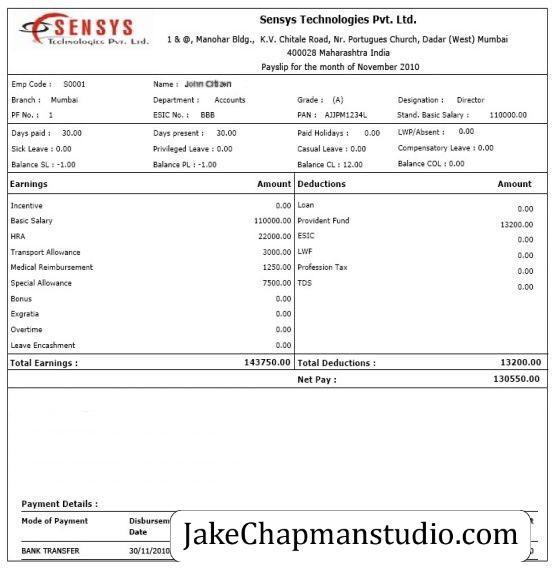 SENSYS
Technologies Pvt. Ltd.
Sensys Technologies Pvt. Ltd.
1 & @, Manohar Bldg., K.V. Chitale Road, Nr. Portugues Church, Dadar (West) Mumbai
400028 Maharashtra India
Payslip for the month of November 2010
Emp Code : S0001 Name : John Citizen
Branch : Mumbai Department : Accounts Grade : (A) Designation : Director
PF No. : 1 ESIC No. : BBB PAN : AJJPM1234L Stand. Basic Salary : 110000.00
Days paid : 30.00 Days present : 30.00 Paid Holidays : 0.00 LWP/Absent : 0.00
Sick Leave : 0.00 Privileged Leave : 0.00 Casual Leave : 0.00 Compensatory Leave : 0.00
Balance SL : -1.00 Balance PL : -1.00 Balance CL : 12.00 Balance COL : 0.00
Earnings Amount Deductions Amount
Incentive 0.00 Loan 0.00
Basic Salary 110000.00 Provident Fund 13200.00
HRA 22000.00 ESIC 0.00
Transport Allowance 3000.00 LWF 0.00
Medical Reimbursement 1250.00 Profession Tax 0.00
Special Allowance 7500.00 TDS 0.00
Bonus 0.00
Exgratia 0.00
Overtime 0.00
Leave Encashment 0.00
Total Earnings : 143750.00 Total Deductions : 13200.00
Net Pay : 130550.00
Payment Details :
Mode of Payment Date
BANK TRANSFER 30/11/2010
JakeChapmanstudio.com